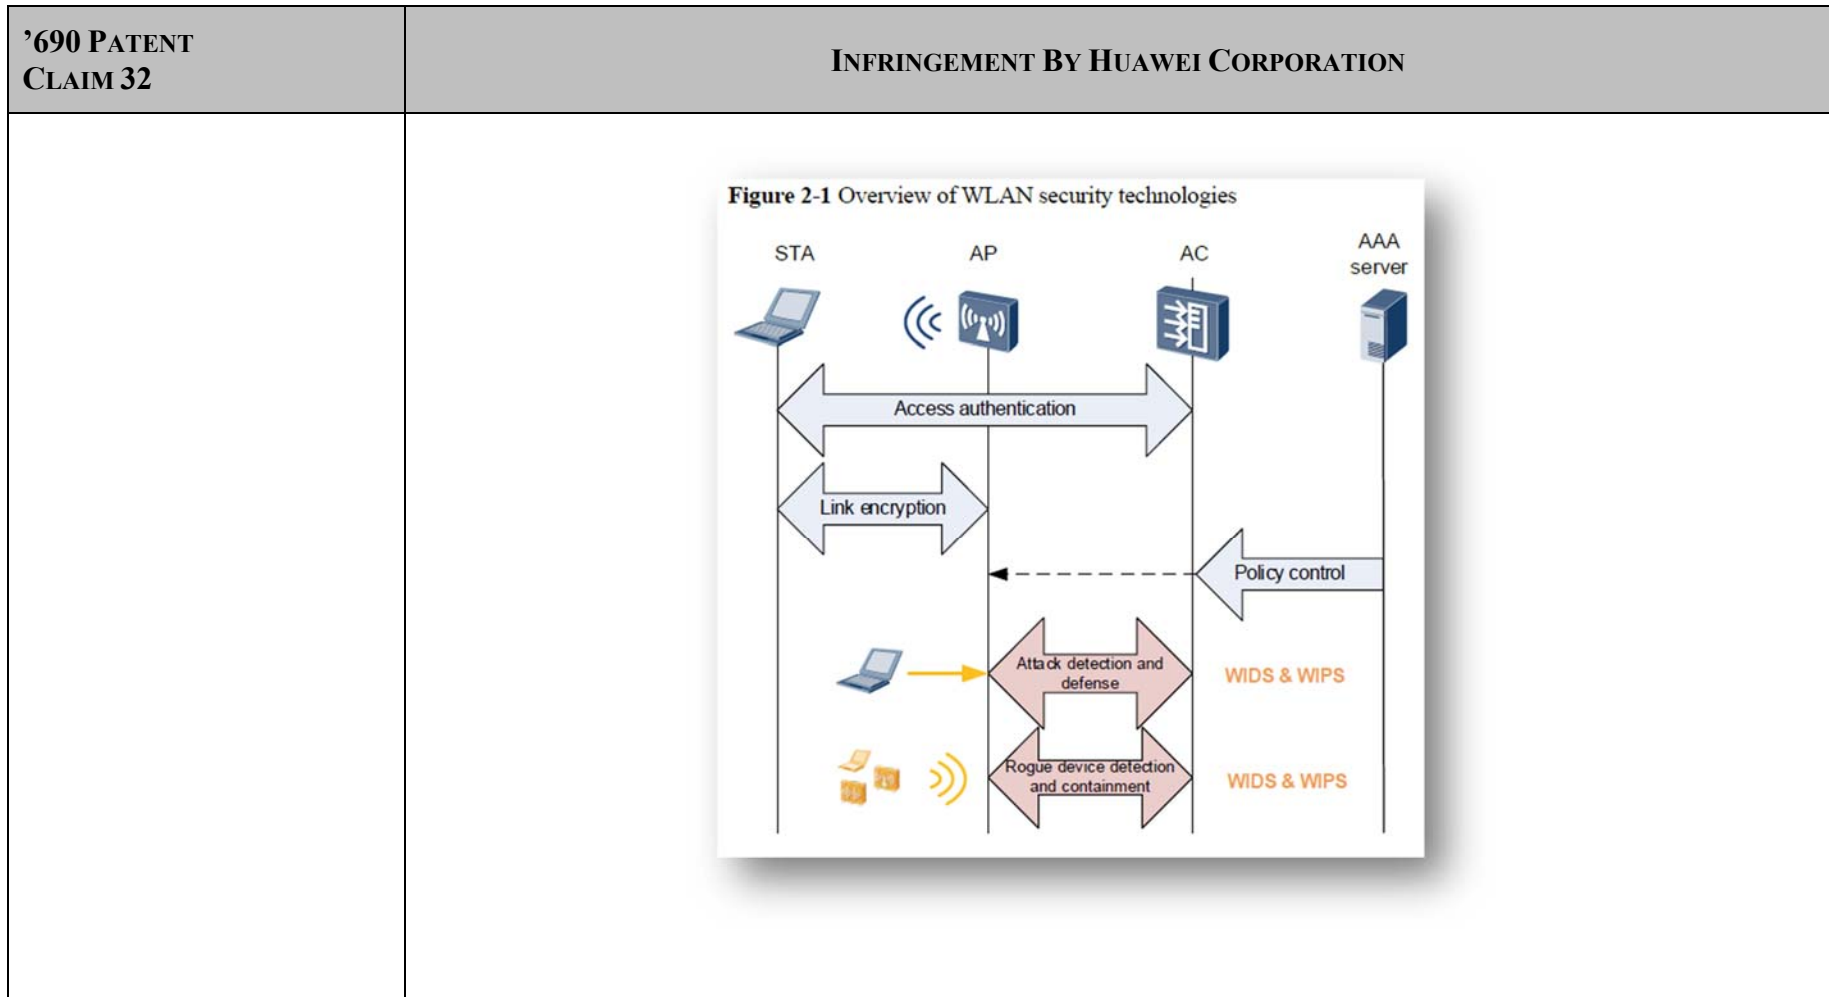 ’690 PATENT
CLAIM 32
INFRINGEMENT BY HUAWEI CORPORATION
Figure 2-1 Overview of WLAN security technologies
STA
AP
AC
AAA
server
Access authentication
Link encryption
Policy control
Attack detection and
defense
WIDS & WIPS
Rogue device detection
and containment
WIDS & WIPS